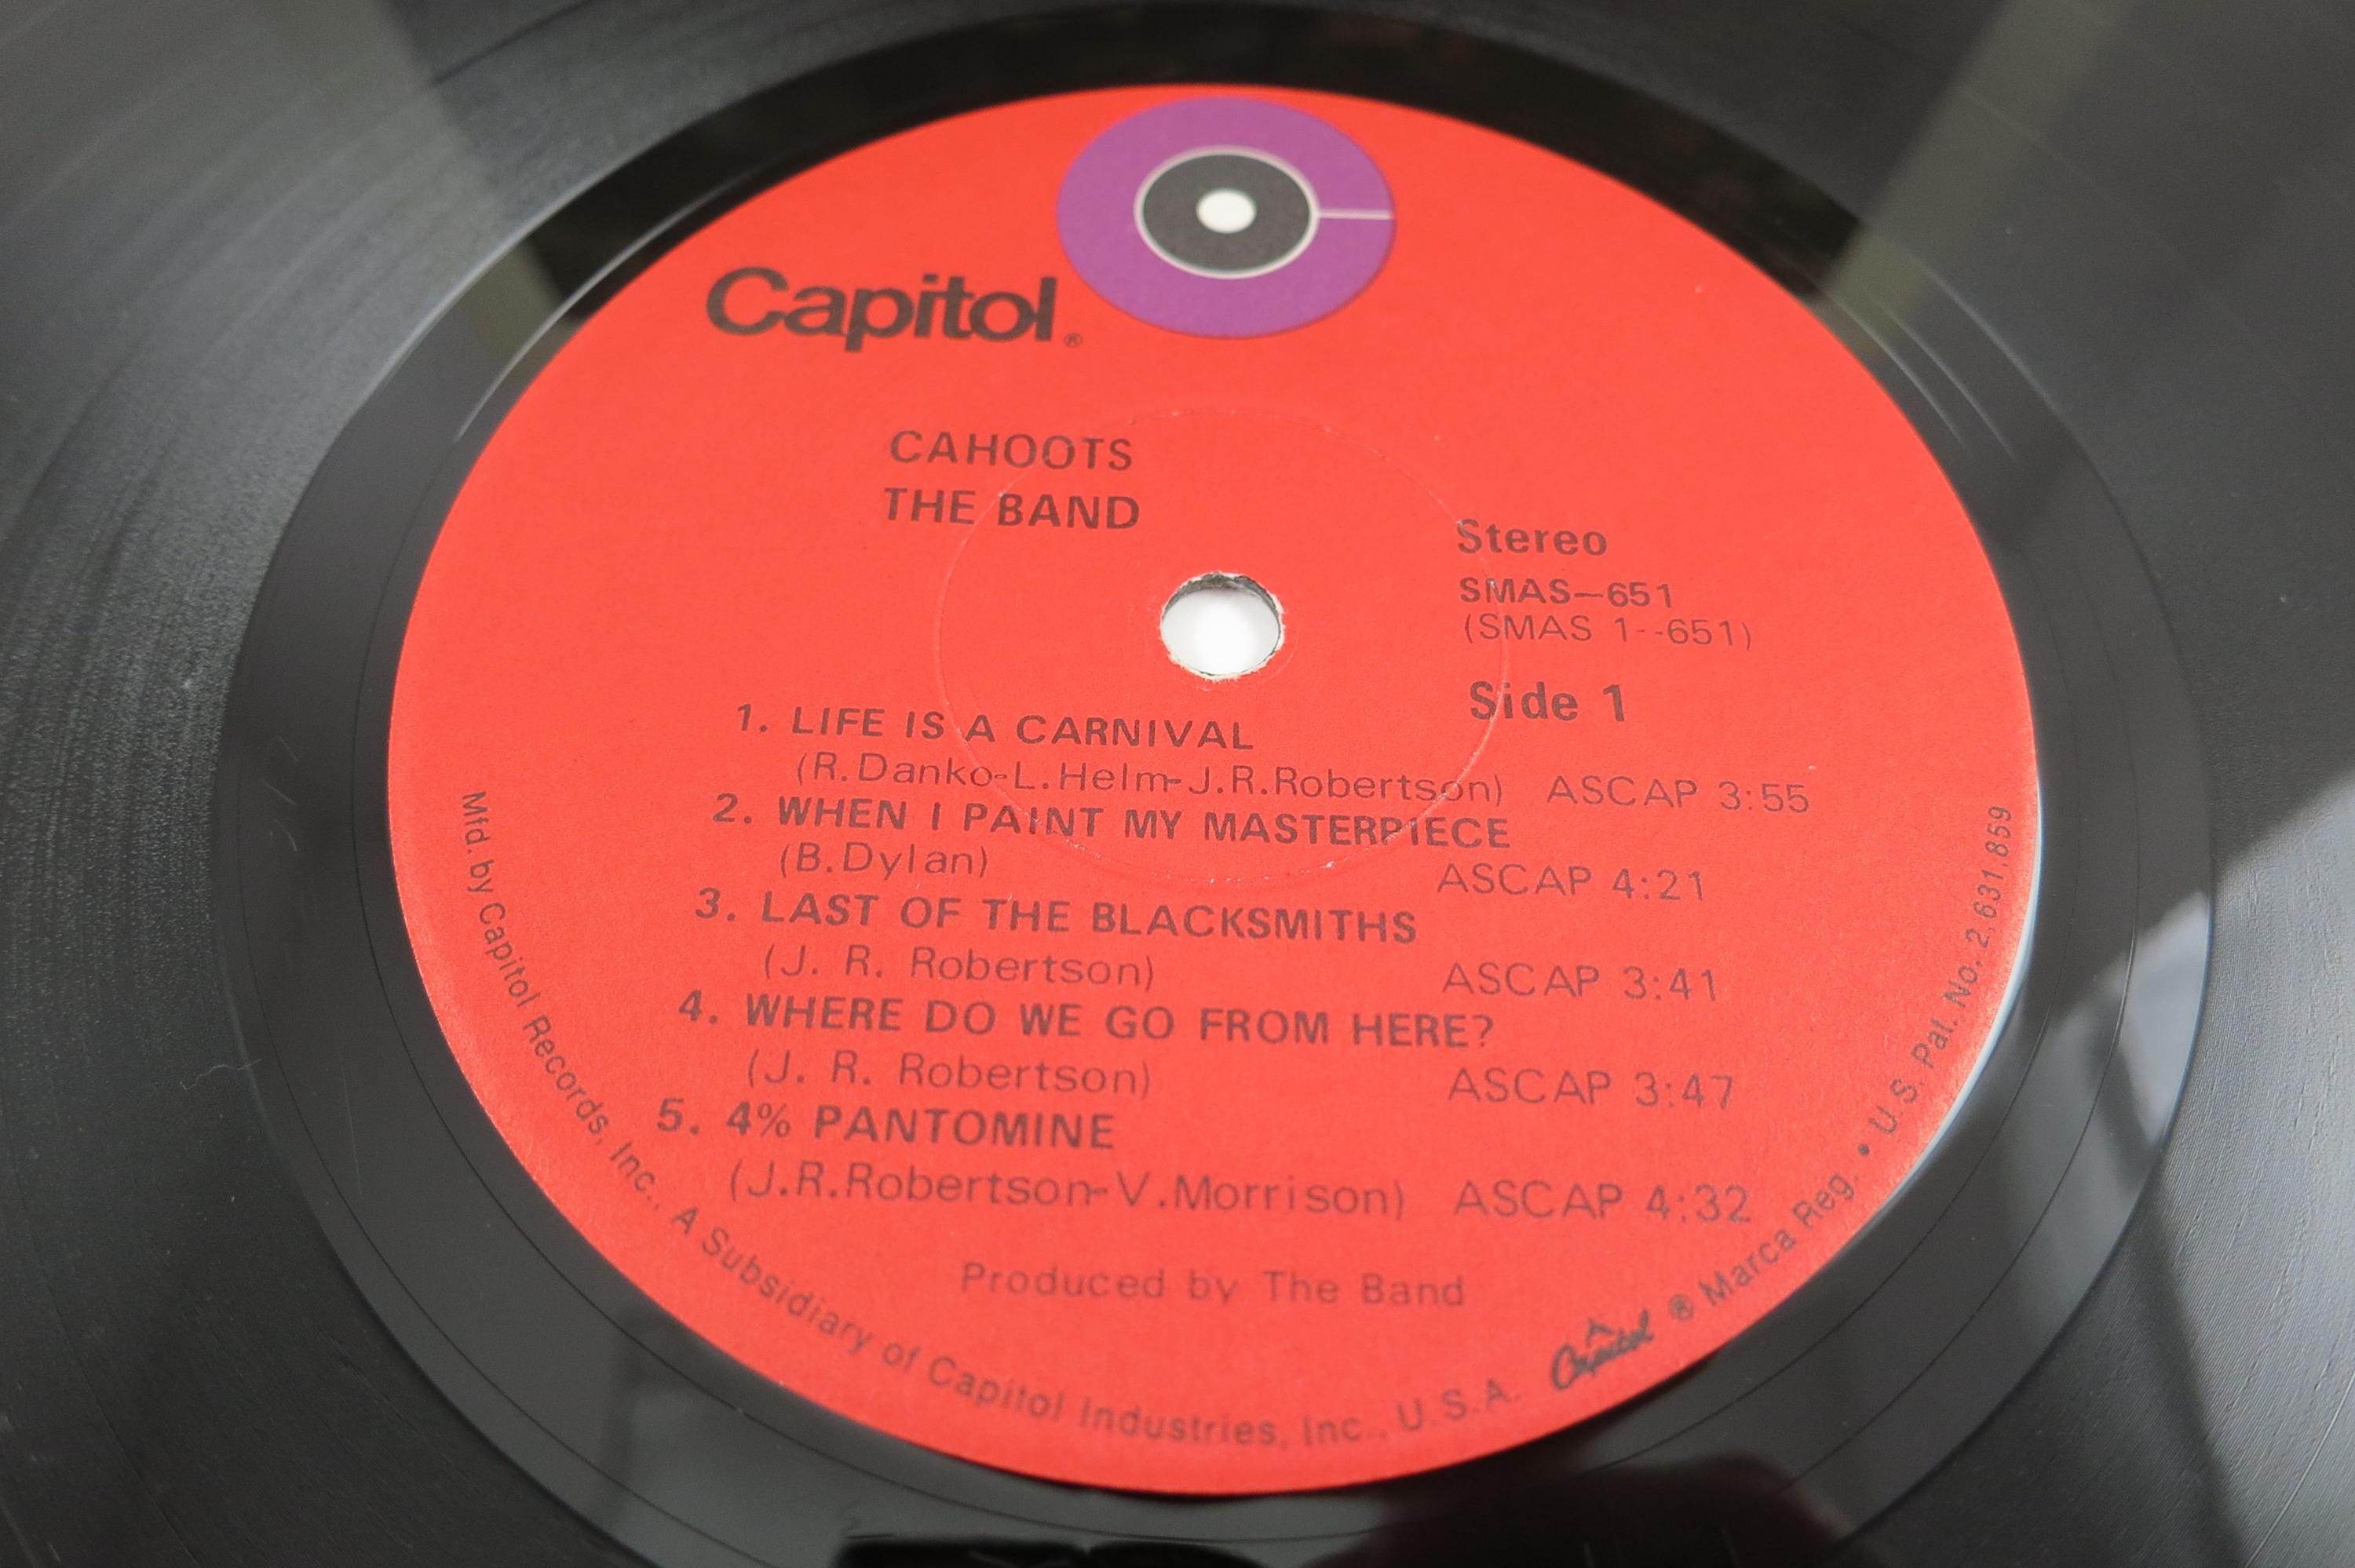 Capitol®
CAHOOTS
THE BAND
Stereo
SMAS—651
(SMAS 1--651)
Side 1
1. LIFE IS A CARNIVAL
(R.Danko-L.Helm-J.R.Robertson) ASCAP 3:55
2. WHEN I PAINT MY MASTERPIECE
(B.Dylan) ASCAP 4:21
3. LAST OF THE BLACKSMITHS
(J. R. Robertson) ASCAP 3:41
4. WHERE DO WE GO FROM HERE?
(J. R. Robertson) ASCAP 3:47
5. 4% PANTOMINE
(J.R.Robertson-V.Morrison) ASCAP 4:32
Produced by The Band
Mfd. by Capitol Records, Inc., A Subsidiary of Capitol Industries, Inc., U.S.A. Capitol ® Marca Reg. • U.S. Pat. No. 2,631,859